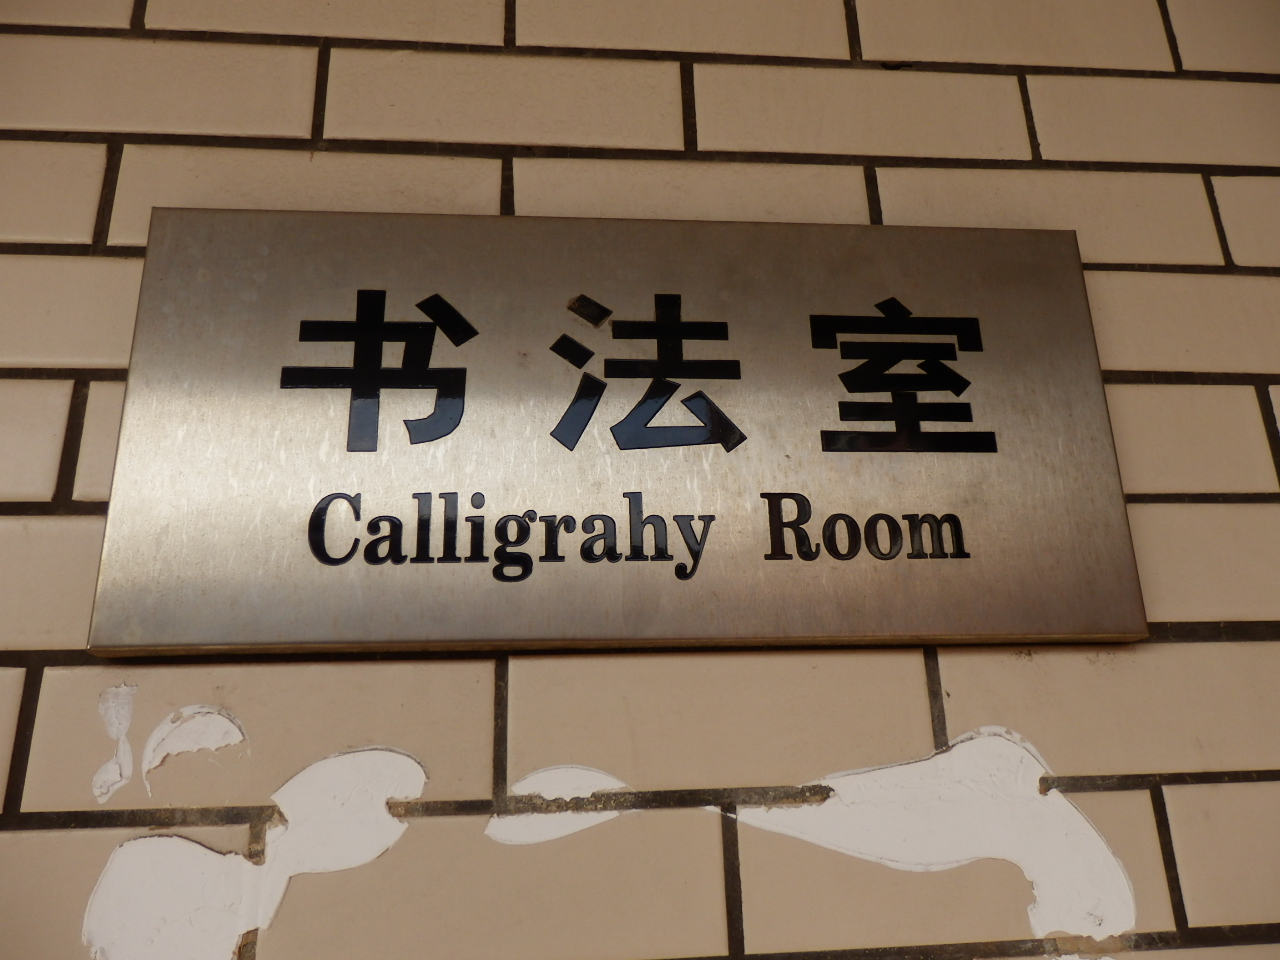 书法室
Calligrahy Room